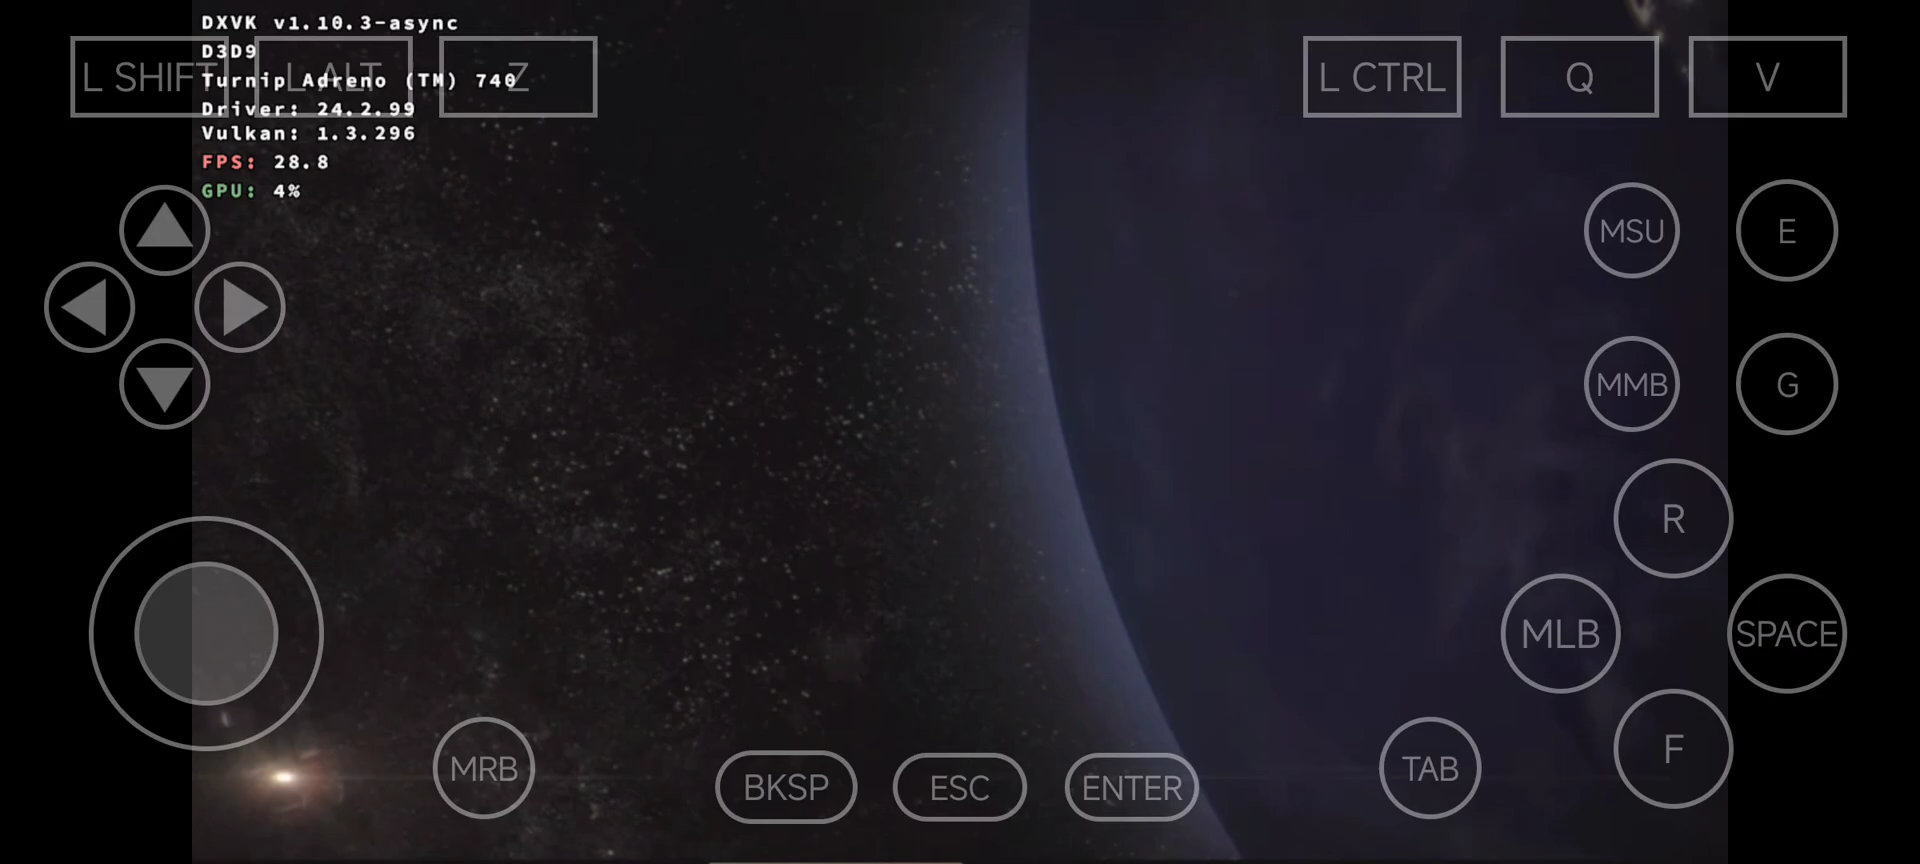 DXVK v1.10.3-async
D3D9
Turnip Adreno (TM) 740
Driver: 24.2.99
Vulkan: 1.3.296
FPS: 28.8
GPU: 4%
L SHIFT
L ALT
Z
L CTRL
Q
V
MSU
E
MMB
G
R
MLB
SPACE
MRB
BKSP
ESC
ENTER
TAB
F